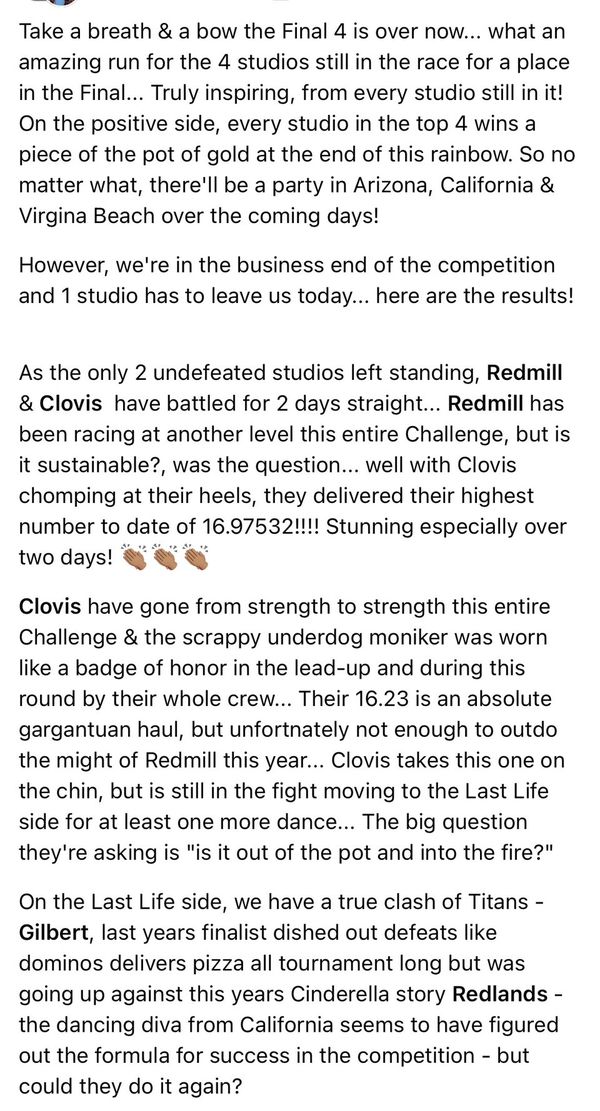 Take a breath & a bow the Final 4 is over now... what an
amazing run for the 4 studios still in the race for a place
in the Final... Truly inspiring, from every studio still in it!
On the positive side, every studio in the top 4 wins a
piece of the pot of gold at the end of this rainbow. So no
matter what, there'll be a party in Arizona, California &
Virgina Beach over the coming days!
However, we're in the business end of the competition
and 1 studio has to leave us today... here are the results!
As the only 2 undefeated studios left standing, Redmill
& Clovis have battled for 2 days straight... Redmill has
been racing at another level this entire Challenge, but is
it sustainable?, was the question... well with Clovis
chomping at their heels, they delivered their highest
number to date of 16.97532!!!! Stunning especially over
two days! 👏🏽👏🏽👏🏽
Clovis have gone from strength to strength this entire
Challenge & the scrappy underdog moniker was worn
like a badge of honor in the lead-up and during this
round by their whole crew... Their 16.23 is an absolute
gargantuan haul, but unfortnately not enough to outdo
the might of Redmill this year... Clovis takes this one on
the chin, but is still in the fight moving to the Last Life
side for at least one more dance... The big question
they're asking is "is it out of the pot and into the fire?"
On the Last Life side, we have a true clash of Titans -
Gilbert, last years finalist dished out defeats like
dominos delivers pizza all tournament long but was
going up against this years Cinderella story Redlands -
the dancing diva from California seems to have figured
out the formula for success in the competition - but
could they do it again?